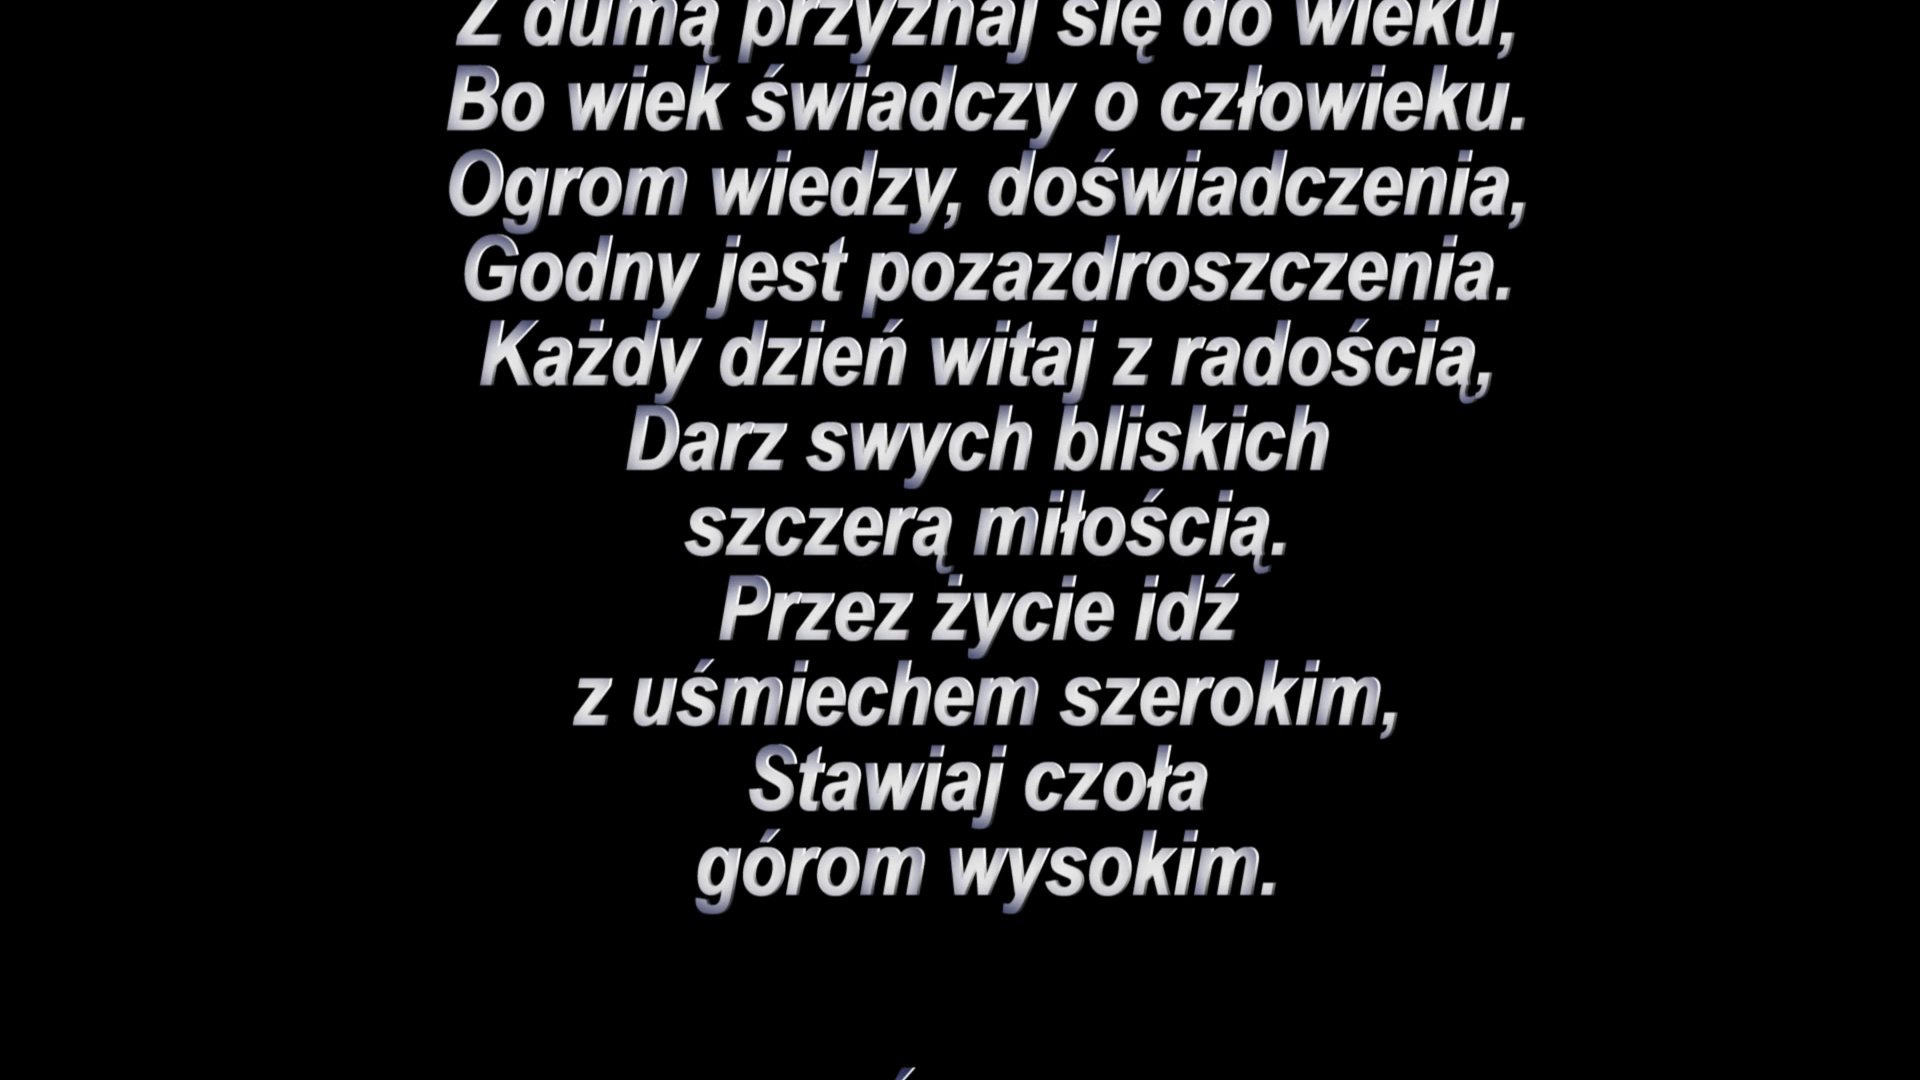 Z dumą przyznaj się do wieku,
Bo wiek świadczy o człowieku.
Ogrom wiedzy, doświadczenia,
Godny jest pozazdroszczenia.
Każdy dzień witaj z radością,
Darz swych bliskich
szczerą miłością.
Przez życie idź
z uśmiechem szerokim,
Stawiaj czoła
górom wysokim.